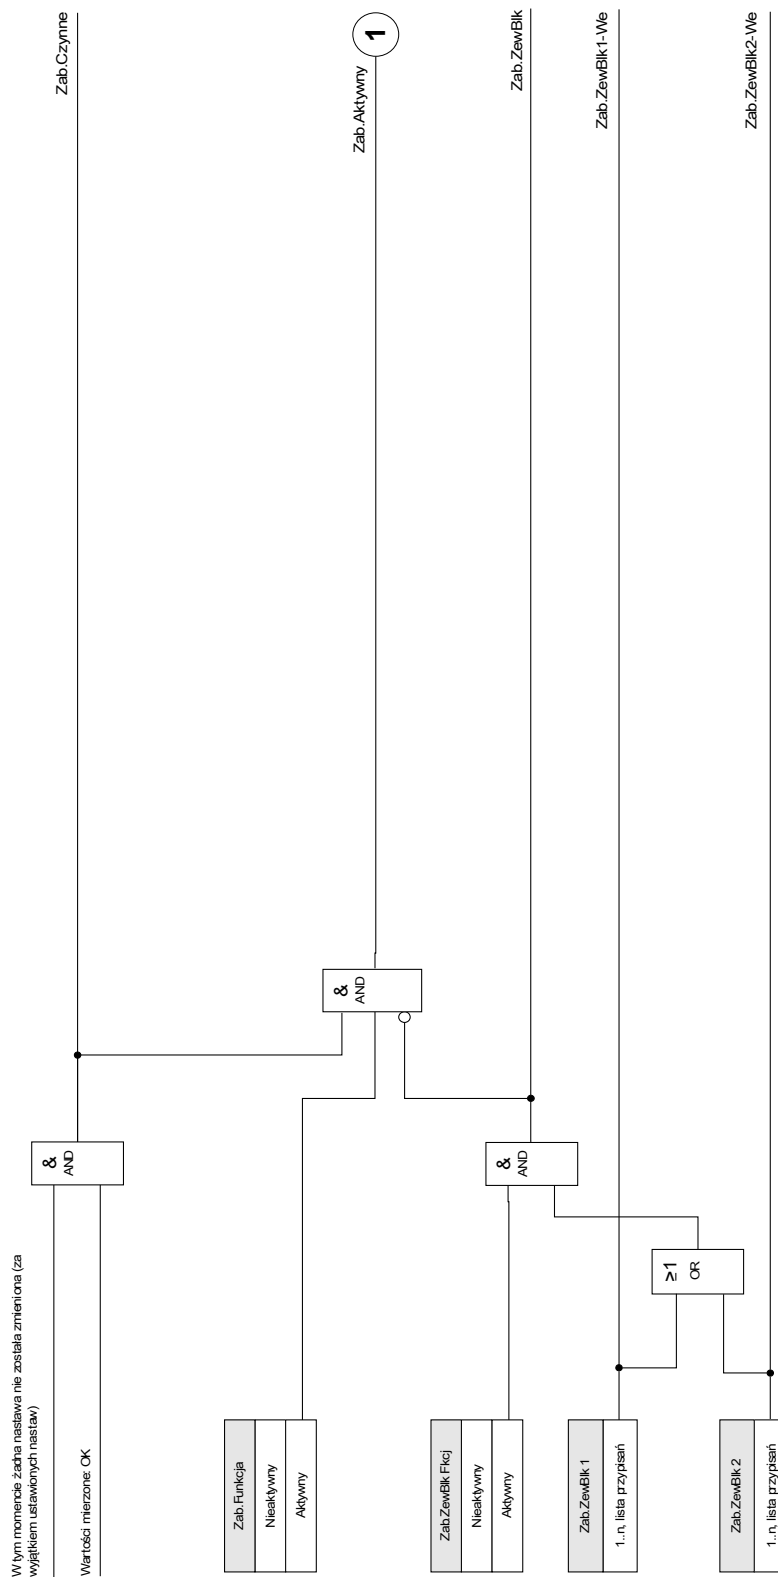 W tym momencie żadna nastawa nie została zmieniona (za
wyjątkiem ustawionych nastaw)
Wartości mierzone: OK
&
AND
Zab.Czynne
Zab.Funkcja
Nieaktywny
Aktywny
&
AND
Zab.Aktywny
1
Zab.ZewBlk Fkcj
Nieaktywny
Aktywny
&
AND
Zab.ZewBlk
Zab.ZewBlk 1
1..n, lista przypisań
Zab.ZewBlk1-We
≥1
OR
Zab.ZewBlk 2
1..n, lista przypisań
Zab.ZewBlk2-We